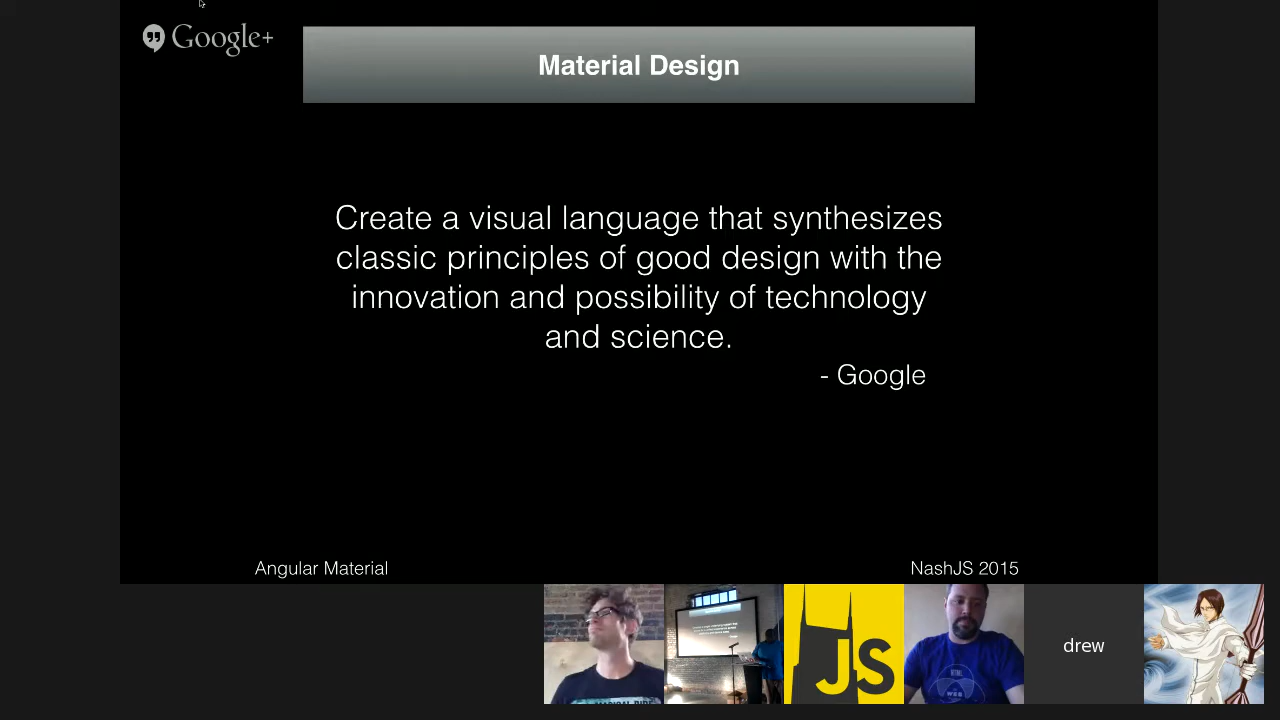 Google+
Material Design
Create a visual language that synthesizes
classic principles of good design with the
innovation and possibility of technology
and science.
- Google
Angular Material
NashJS 2015
JS
drew